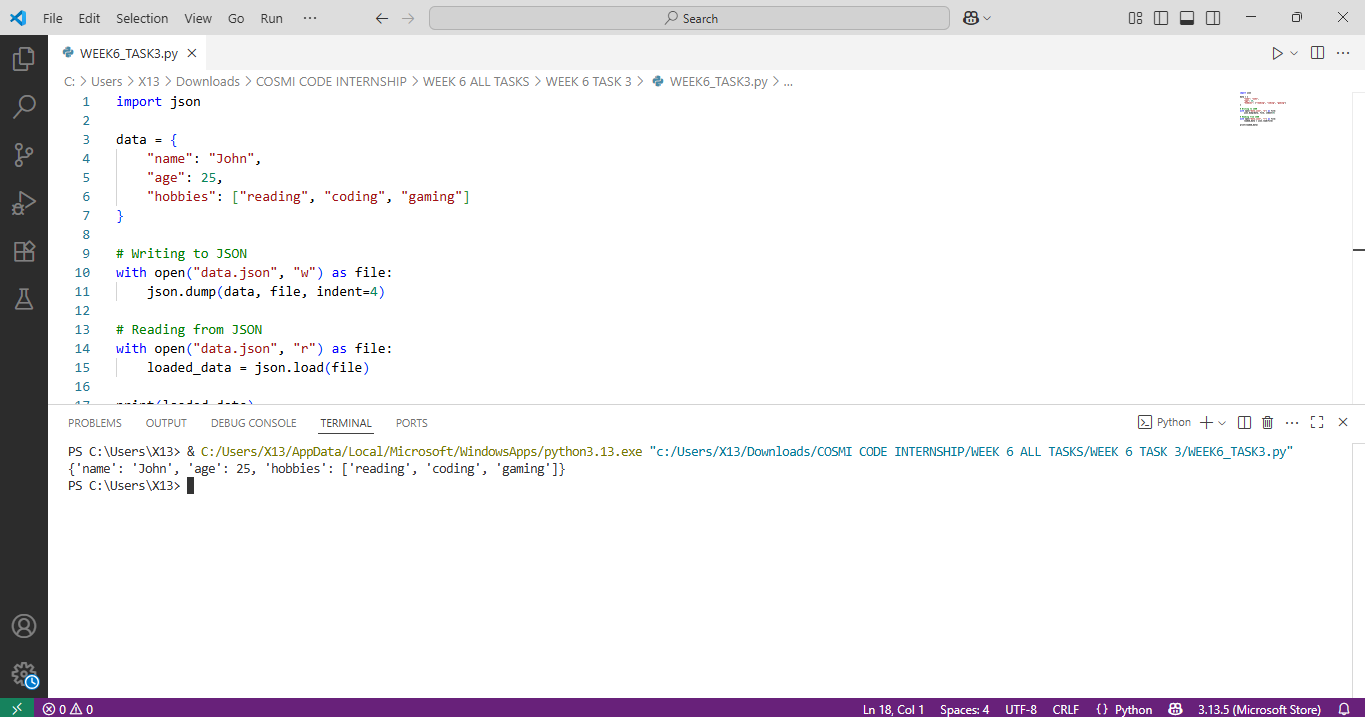 File Edit Selection View Go Run ··· Search
WEEK6_TASK3.py
C: > Users > X13 > Downloads > COSMI CODE INTERNSHIP > WEEK 6 ALL TASKS > WEEK 6 TASK 3 > WEEK6_TASK3.py > ...
1 import json
2
3 data = {
4     "name": "John",
5     "age": 25,
6     "hobbies": ["reading", "coding", "gaming"]
7 }
8
9 # Writing to JSON
10 with open("data.json", "w") as file:
11     json.dump(data, file, indent=4)
12
13 # Reading from JSON
14 with open("data.json", "r") as file:
15     loaded_data = json.load(file)
16
17 print(loaded_data)
PROBLEMS OUTPUT DEBUG CONSOLE TERMINAL PORTS Python
PS C:\Users\X13> & C:/Users/X13/AppData/Local/Microsoft/WindowsApps/python3.13.exe "c:/Users/X13/Downloads/COSMI CODE INTERNSHIP/WEEK 6 ALL TASKS/WEEK 6 TASK 3/WEEK6_TASK3.py"
{'name': 'John', 'age': 25, 'hobbies': ['reading', 'coding', 'gaming']}
PS C:\Users\X13>
0 0 Ln 18, Col 1 Spaces: 4 UTF-8 CRLF {} Python 3.13.5 (Microsoft Store)